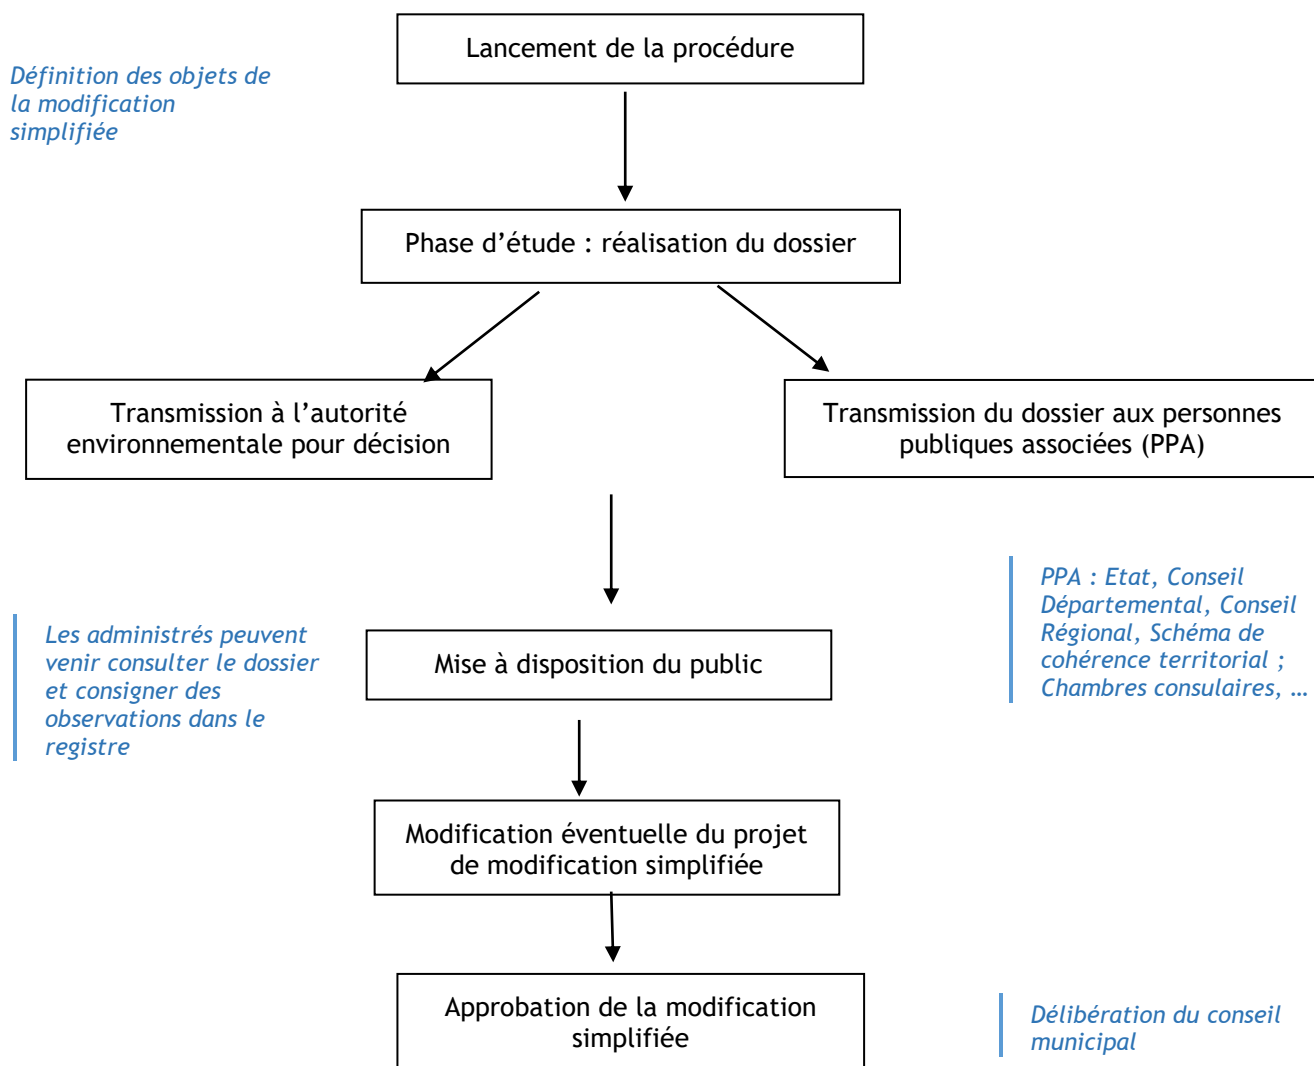 Lancement de la procédure
Définition des objets de
la modification
simplifiée
Phase d’étude : réalisation du dossier
Transmission à l’autorité
environnementale pour décision
Transmission du dossier aux personnes
publiques associées (PPA)
PPA : Etat, Conseil
Départemental, Conseil
Régional, Schéma de
cohérence territorial ;
Chambres consulaires, …
Les administrés peuvent
venir consulter le dossier
et consigner des
observations dans le
registre
Mise à disposition du public
Modification éventuelle du projet
de modification simplifiée
Approbation de la modification
simplifiée
Délibération du conseil
municipal